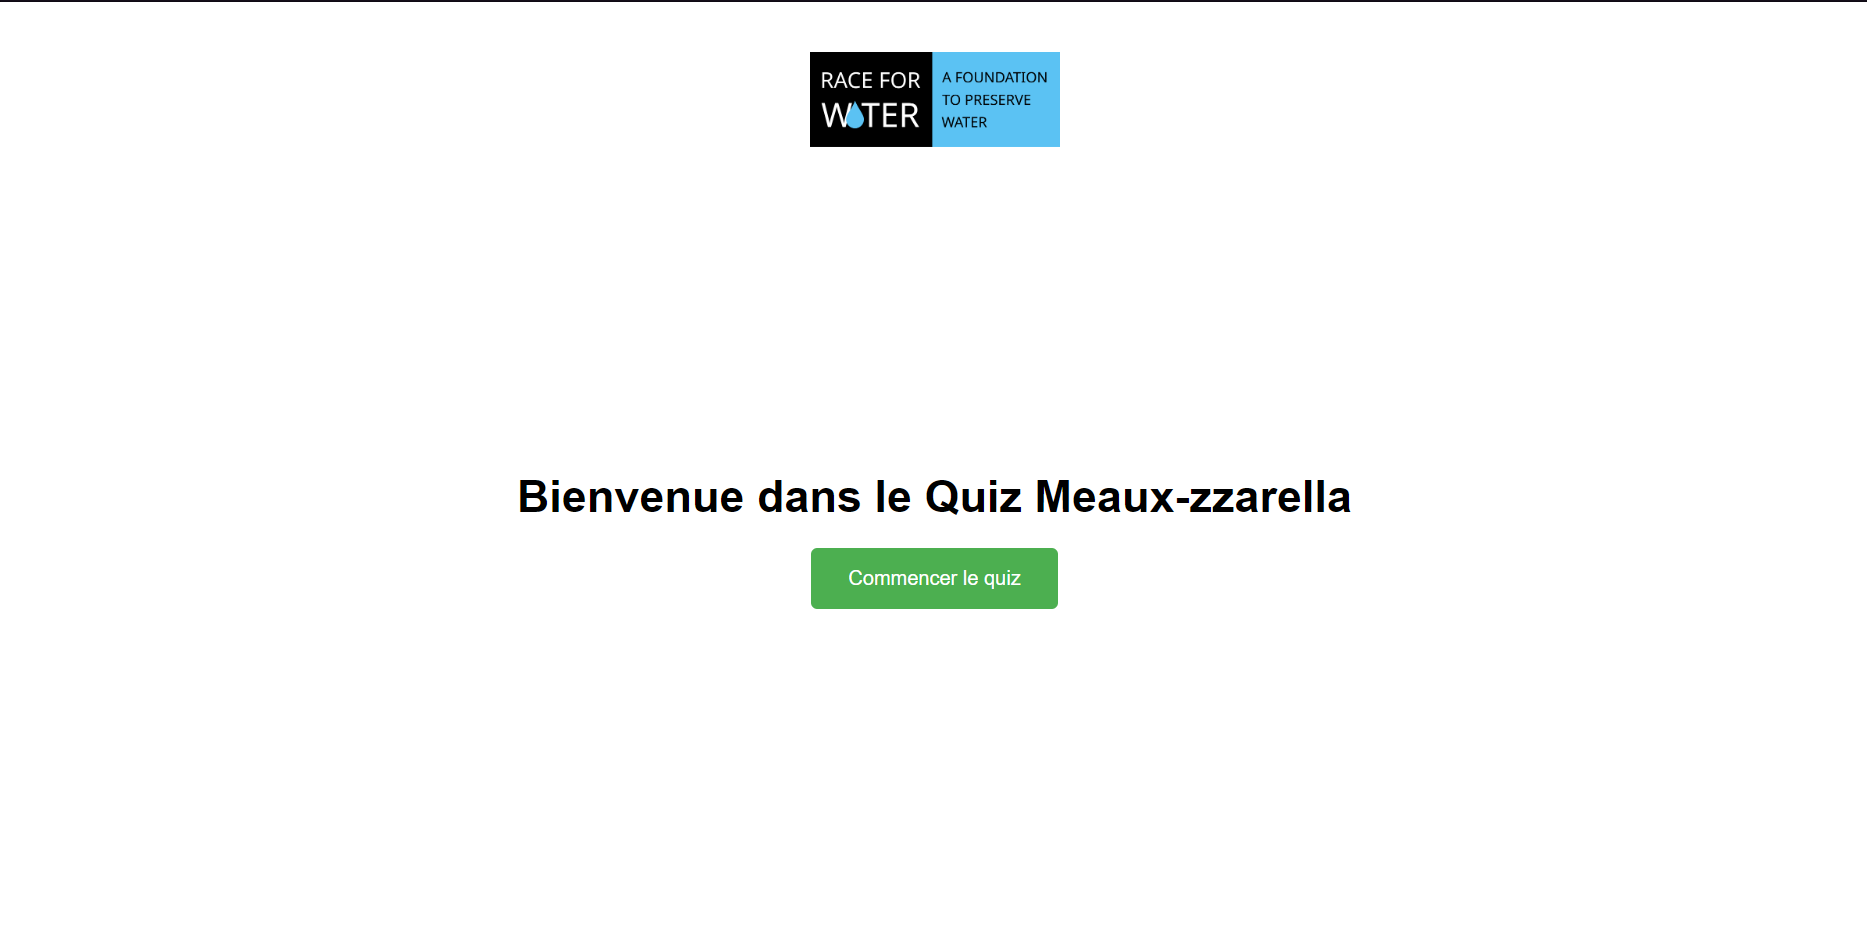 RACE FOR
WATER
A FOUNDATION
TO PRESERVE
WATER
Bienvenue dans le Quiz Meaux-zzarella
Commencer le quiz